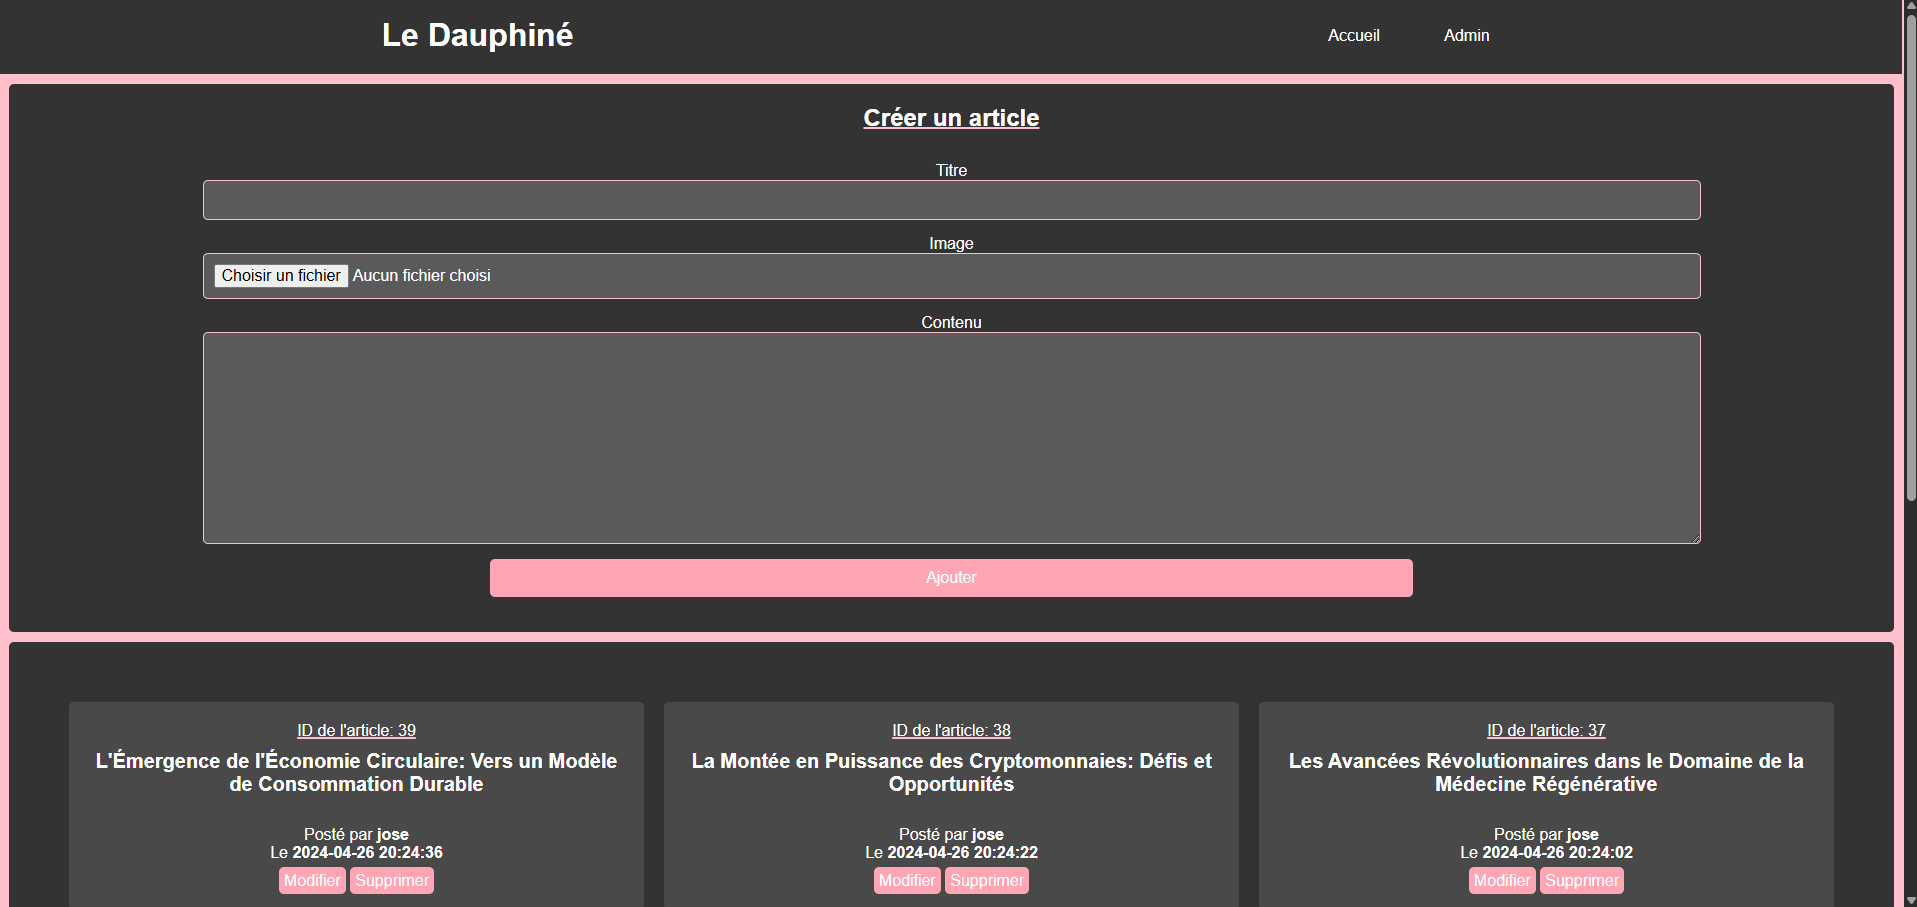 Le Dauphiné
Accueil
Admin
Créer un article
Titre
Image
Choisir un fichier Aucun fichier choisi
Contenu
Ajouter
ID de l'article: 39
L'Émergence de l'Économie Circulaire: Vers un Modèle
de Consommation Durable
Posté par jose
Le 2024-04-26 20:24:36
Modifier Supprimer
ID de l'article: 38
La Montée en Puissance des Cryptomonnaies: Défis et
Opportunités
Posté par jose
Le 2024-04-26 20:24:22
Modifier Supprimer
ID de l'article: 37
Les Avancées Révolutionnaires dans le Domaine de la
Médecine Régénérative
Posté par jose
Le 2024-04-26 20:24:02
Modifier Supprimer